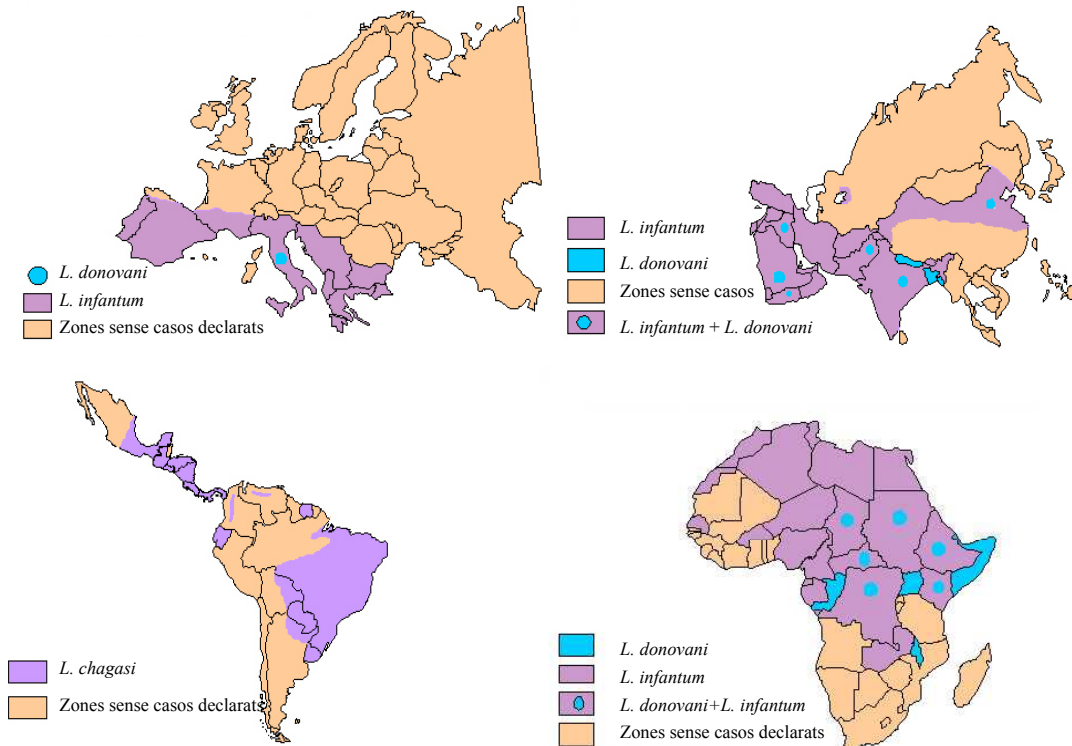 L. donovani
L. infantum
Zones sense casos declarats
L. infantum
L. donovani
Zones sense casos
L. infantum + L. donovani
L. chagasi
Zones sense casos declarats
L. donovani
L. infantum
L. donovani+L. infantum
Zones sense casos declarats